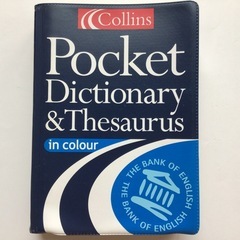 Collins
Pocket
Dictionary
& Thesaurus
in colour
THE BANK OF ENGLISH
THE BANK OF ENGLISH